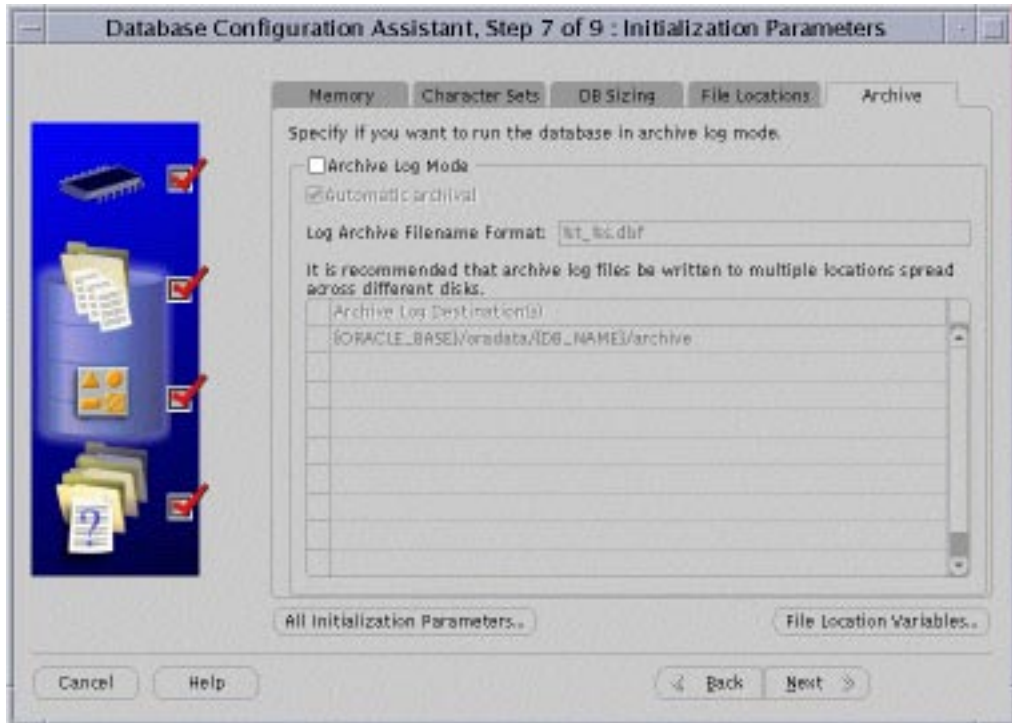 Database Configuration Assistant, Step 7 of 9 : Initialization Parameters
Memory
Character Sets
DB Sizing
File Locations
Archive
Specify if you want to run the database in archive log mode.
Archive Log Mode
Automatic archival
Log Archive Filename Format: %t_%s.dbf
It is recommended that archive log files be written to multiple locations spread
across different disks.
Archive Log Destination(s)
{ORACLE_BASE}/oradata/{DB_NAME}/archive
?
All Initialization Parameters..
File Location Variables..
Cancel
Help
Back
Next